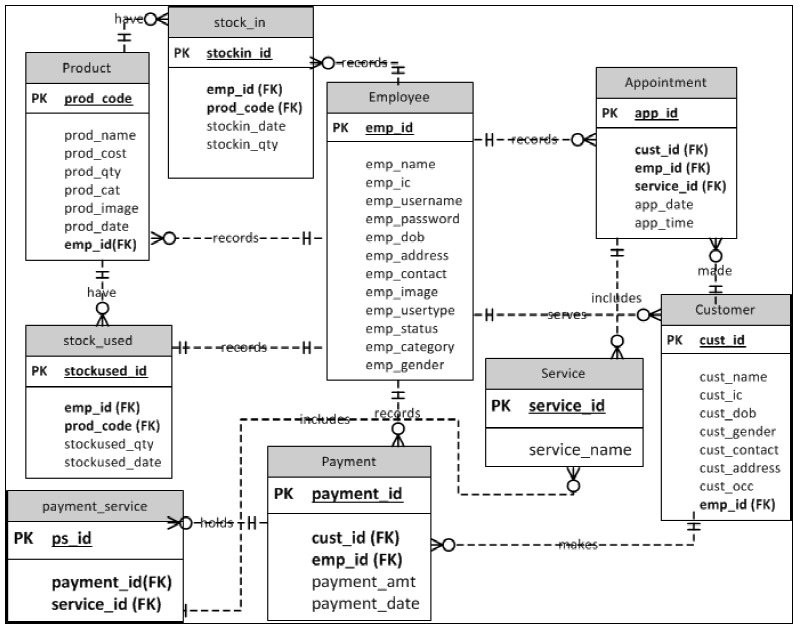 have
stock_in
PK stockin_id
emp_id (FK)
prod_code (FK)
stockin_date
stockin_qty
records
Product
PK prod_code
prod_name
prod_cost
prod_qty
prod_cat
prod_image
prod_date
emp_id(FK)
records
have
Employee
PK emp_id
emp_name
emp_ic
emp_username
emp_password
emp_dob
emp_address
emp_contact
emp_image
emp_usertype
emp_status
emp_category
emp_gender
records
Appointment
PK app_id
cust_id (FK)
emp_id (FK)
service_id (FK)
app_date
app_time
made
includes
serves
Customer
PK cust_id
cust_name
cust_ic
cust_dob
cust_gender
cust_contact
cust_address
cust_occ
emp_id (FK)
stock_used
PK stockused_id
emp_id (FK)
prod_code (FK)
stockused_qty
stockused_date
records
Service
PK service_id
service_name
records
includes
Payment
PK payment_id
cust_id (FK)
emp_id (FK)
payment_amt
payment_date
payment_service
PK ps_id
payment_id(FK)
service_id (FK)
holds
makes